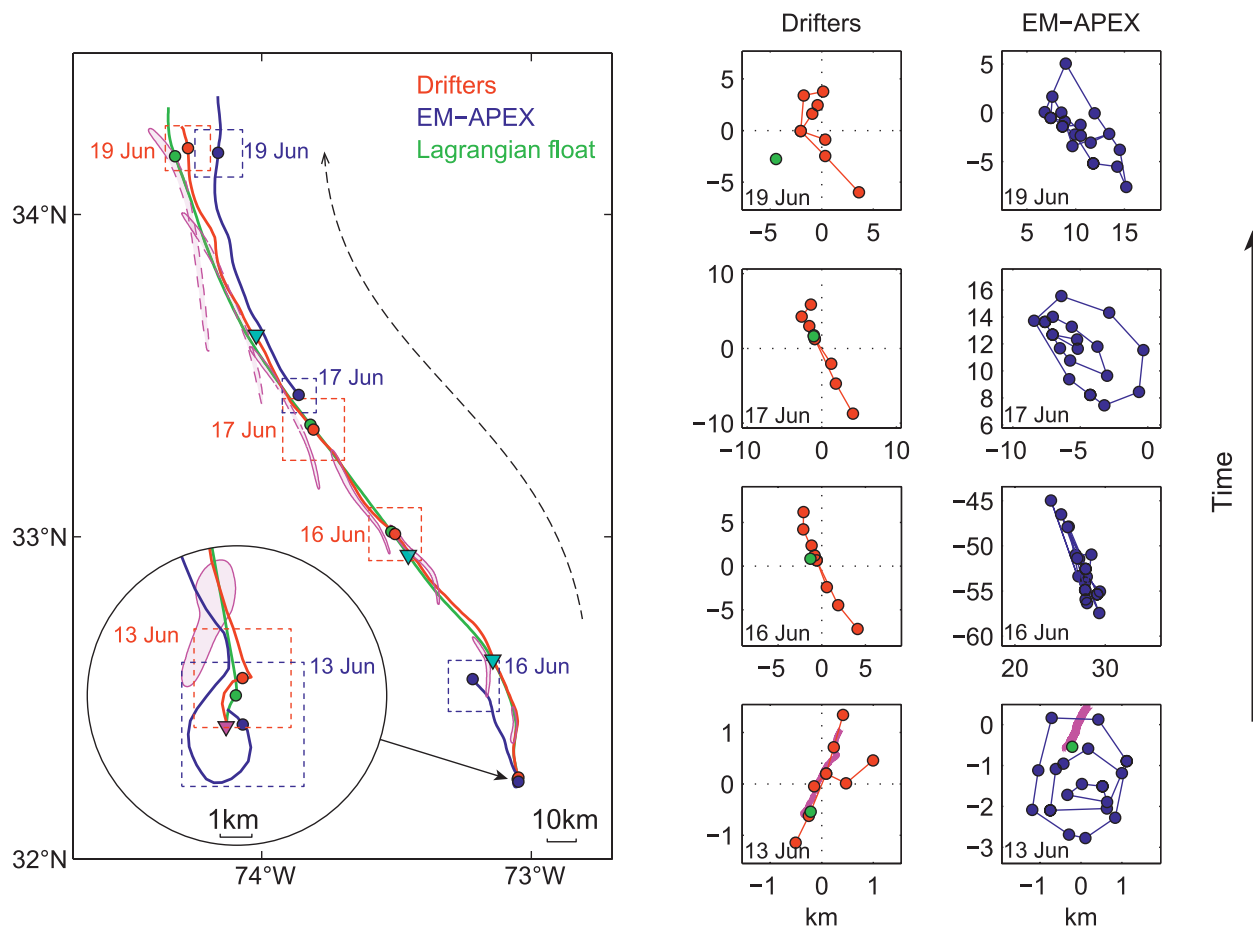 Drifters
EM−APEX
Lagrangian float
19 Jun
19 Jun
34°N
17 Jun
17 Jun
33°N
16 Jun
16 Jun
13 Jun
13 Jun
1km
10km
32°N
74°W
73°W
Drifters
5
0
−5
19 Jun
−5
0
5
10
0
−10
17 Jun
−10
0
10
5
0
−5
16 Jun
−5
0
5
1
0
−1
13 Jun
−1
0
1
km
EM−APEX
5
0
−5
19 Jun
5
10
15
16
14
12
10
8
6
17 Jun
−10
−5
0
−45
−50
−55
−60
16 Jun
20
30
0
−1
−2
−3
13 Jun
−1
0
1
km
Time